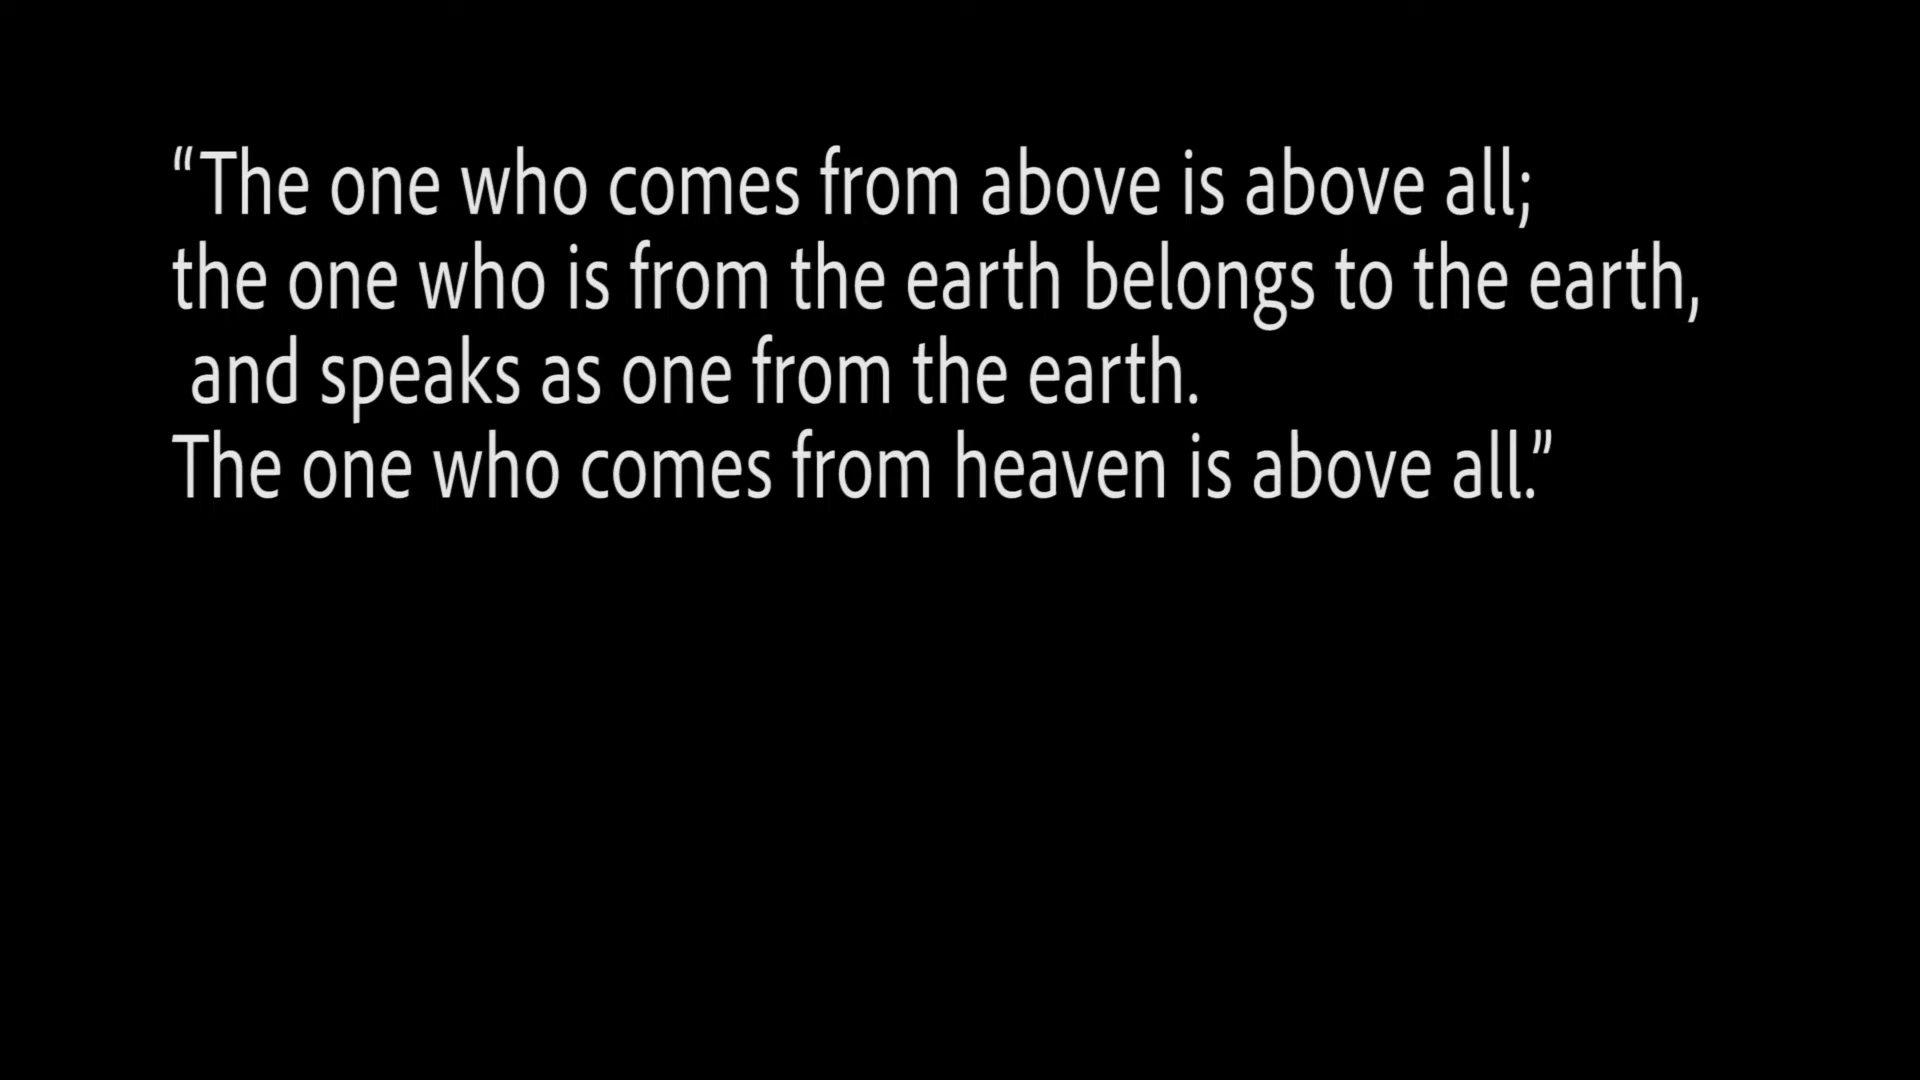 “The one who comes from above is above all;
the one who is from the earth belongs to the earth,
and speaks as one from the earth.
The one who comes from heaven is above all.”